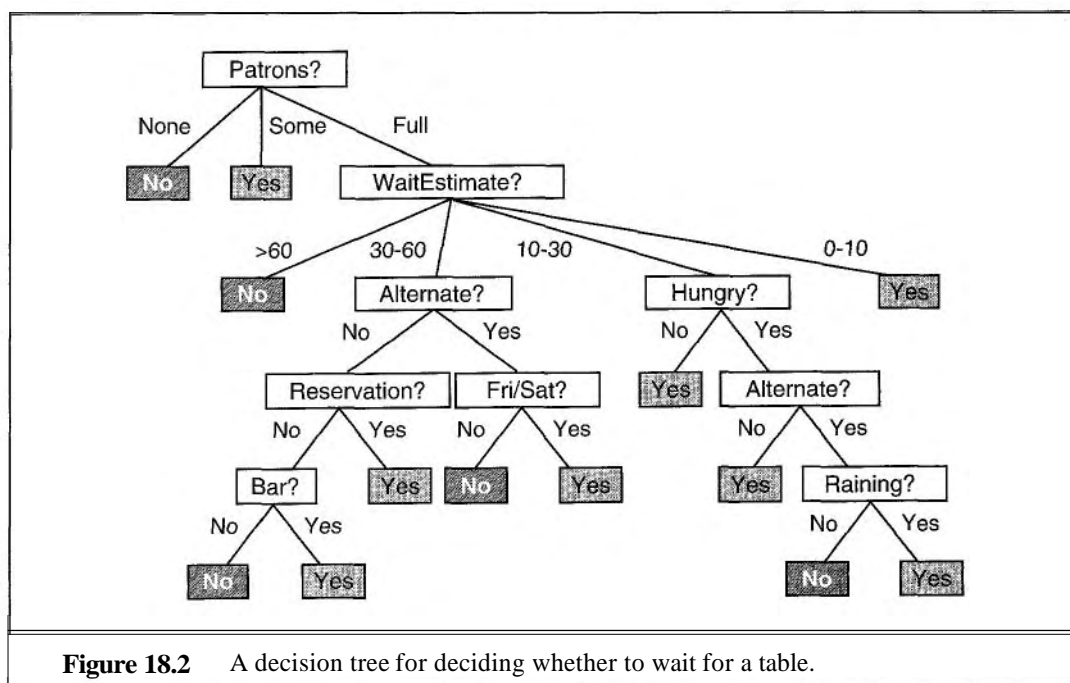 Patrons?
None Some Full
No Yes WaitEstimate?
>60 30-60 10-30 0-10
No Alternate? Hungry? Yes
No Yes No Yes
Reservation? Fri/Sat? Yes Alternate?
No Yes No Yes No Yes
Bar? Yes No Yes Yes Raining?
No Yes No Yes
No Yes No Yes
Figure 18.2 A decision tree for deciding whether to wait for a table.